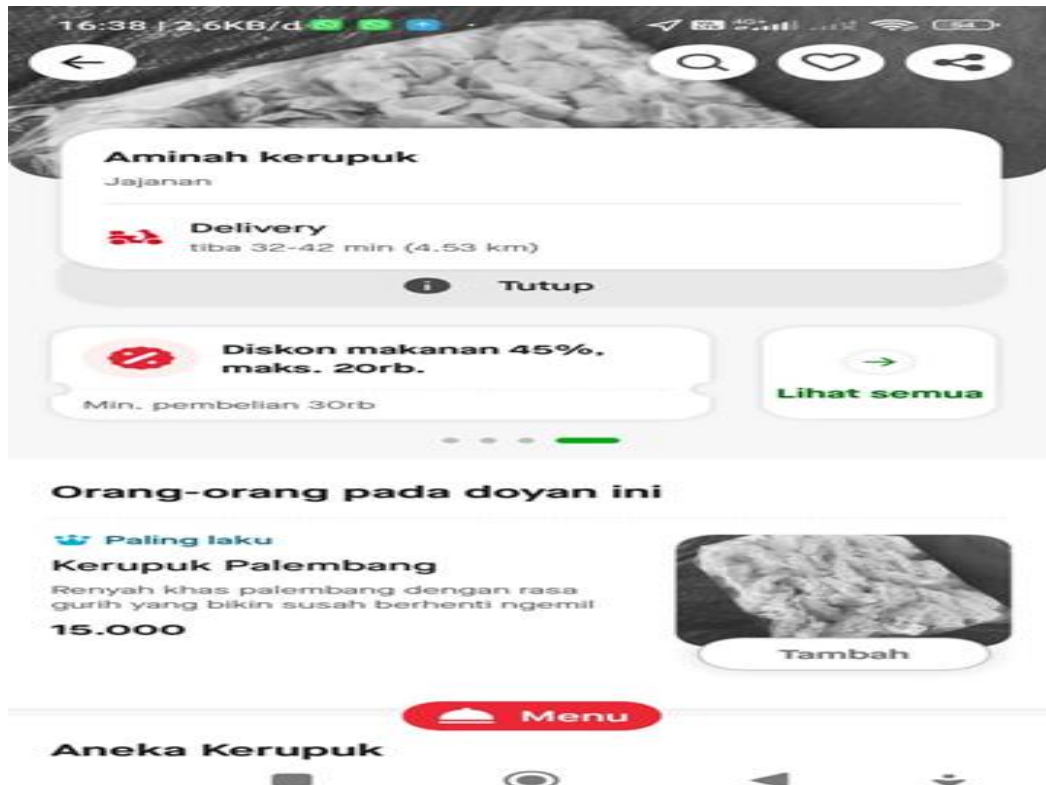 16:38 | 2,6KB/d
54
Aminah kerupuk
Jajanan
Delivery
tiba 32-42 min (4.53 km)
Tutup
Diskon makanan 45%,
maks. 20rb.
Min. pembelian 30rb
Lihat semua
Orang-orang pada doyan ini
Paling laku
Kerupuk Palembang
Renyah khas palembang dengan rasa
gurih yang bikin susah berhenti ngemil
15.000
Tambah
Menu
Aneka Kerupuk